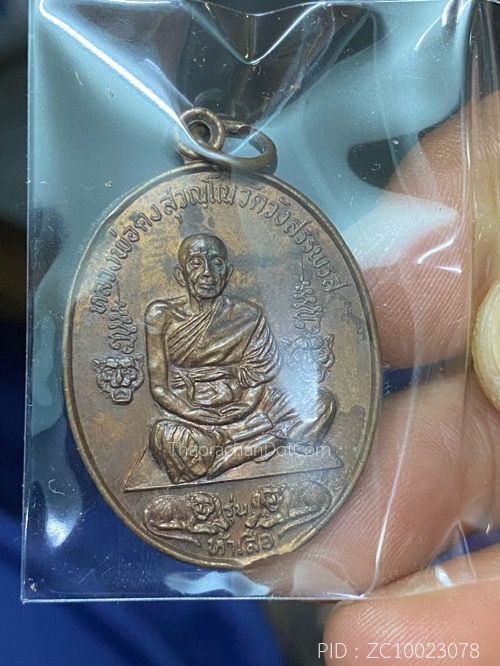 หลวงพ่อคง สุวณฺโณ วัดวังสรรพรส
ThaprachanDotCom
รุ่น
ห้าเสือ
PID : ZC10023078